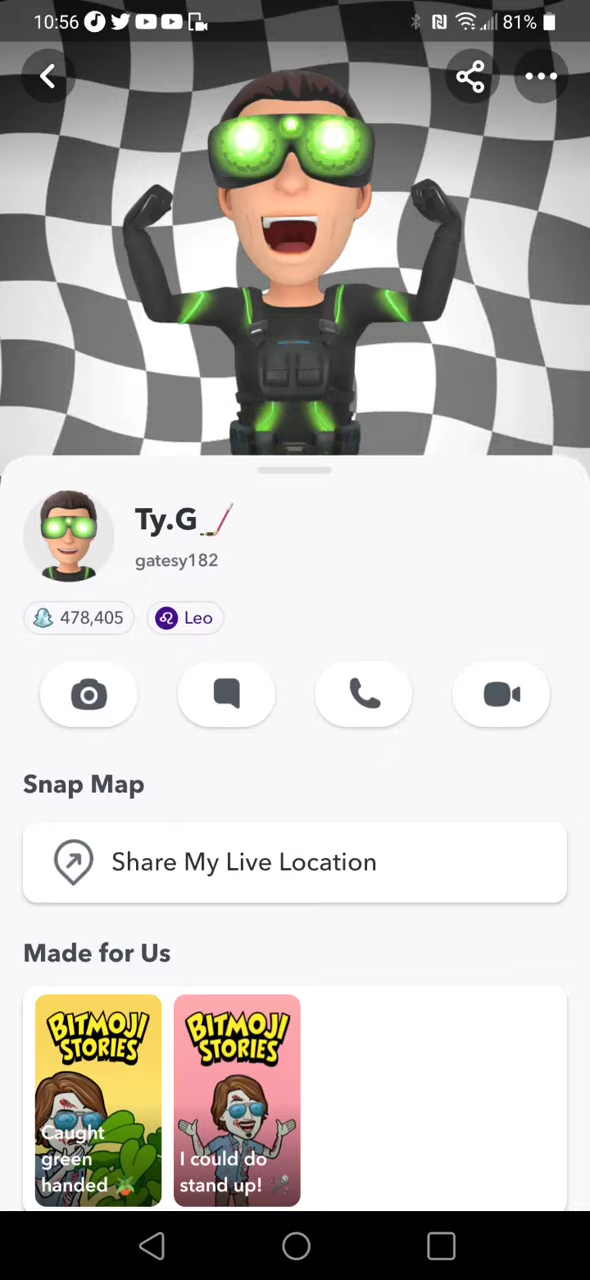 10:56
81%
Ty.G_🏒
gatesy182
478,405
Leo
Snap Map
Share My Live Location
Made for Us
BITMOJI
STORIES
Caught
green
handed
BITMOJI
STORIES
I could do
stand up! 🎤